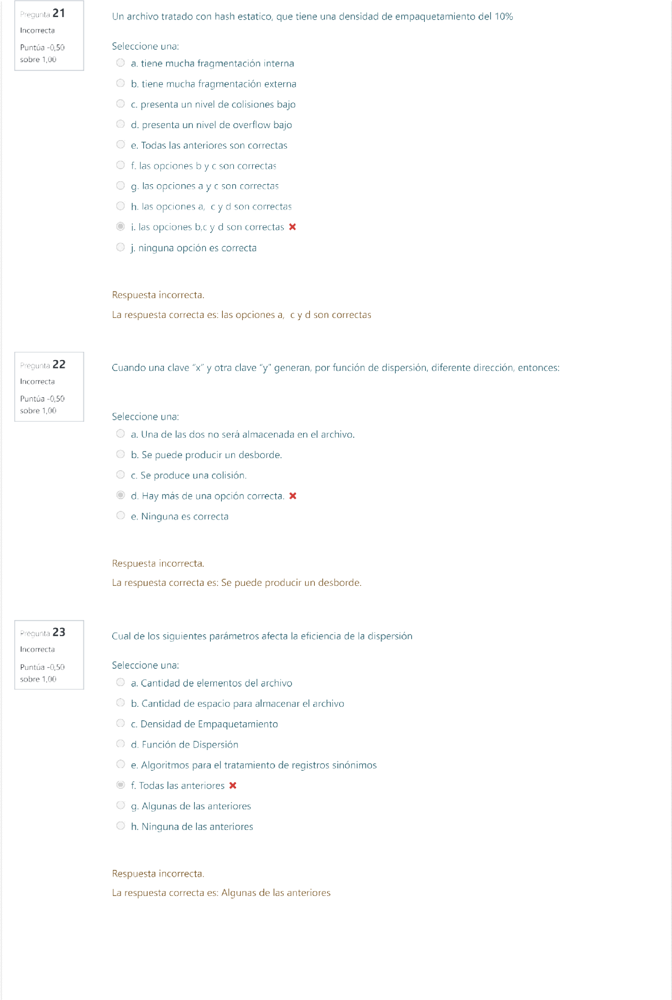 Pregunta 21
Incorrecta
Puntúa -0,50
sobre 1,00
Un archivo tratado con hash estatico, que tiene una densidad de empaquetamiento del 10%
Seleccione una:
a. tiene mucha fragmentación interna
b. tiene mucha fragmentación externa
c. presenta un nivel de colisiones bajo
d. presenta un nivel de overflow bajo
e. Todas las anteriores son correctas
f. las opciones b y c son correctas
g. las opciones a y c son correctas
h. las opciones a,  c y d son correctas
i. las opciones b,c y d son correctas
j. ninguna opción es correcta
Respuesta incorrecta.
La respuesta correcta es: las opciones a,  c y d son correctas
Pregunta 22
Incorrecta
Puntúa -0,50
sobre 1,00
Cuando una clave “x” y otra clave “y” generan, por función de dispersión, diferente dirección, entonces:
Seleccione una:
a. Una de las dos no será almacenada en el archivo.
b. Se puede producir un desborde.
c. Se produce una colisión.
d. Hay más de una opción correcta.
e. Ninguna es correcta
Respuesta incorrecta.
La respuesta correcta es: Se puede producir un desborde.
Pregunta 23
Incorrecta
Puntúa -0,50
sobre 1,00
Cual de los siguientes parámetros afecta la eficiencia de la dispersión
Seleccione una:
a. Cantidad de elementos del archivo
b. Cantidad de espacio para almacenar el archivo
c. Densidad de Empaquetamiento
d. Función de Dispersión
e. Algoritmos para el tratamiento de registros sinónimos
f. Todas las anteriores
g. Algunas de las anteriores
h. Ninguna de las anteriores
Respuesta incorrecta.
La respuesta correcta es: Algunas de las anteriores